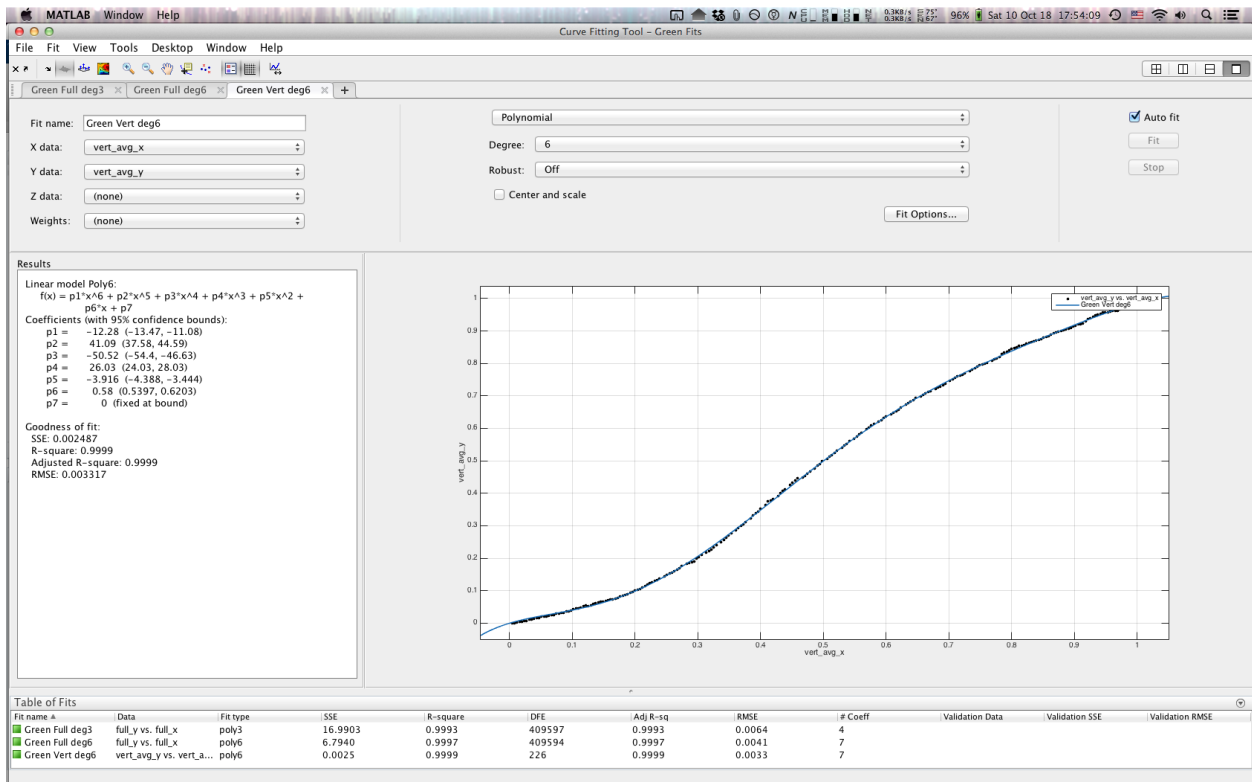 MATLAB Window Help 0.3KB/s 75° 0.3KB/s 67° 96% Sat 10 Oct 18 17:54:09
Curve Fitting Tool – Green Fits
File Fit View Tools Desktop Window Help
Green Full deg3 Green Full deg6 Green Vert deg6 +
Fit name: Green Vert deg6
X data: vert_avg_x
Y data: vert_avg_y
Z data: (none)
Weights: (none)
Polynomial
Degree: 6
Robust: Off
Center and scale
Fit Options...
Auto fit
Fit
Stop
Results
Linear model Poly6:
f(x) = p1*x^6 + p2*x^5 + p3*x^4 + p4*x^3 + p5*x^2 +
p6*x + p7
Coefficients (with 95% confidence bounds):
p1 = -12.28 (-13.47, -11.08)
p2 = 41.09 (37.58, 44.59)
p3 = -50.52 (-54.4, -46.63)
p4 = 26.03 (24.03, 28.03)
p5 = -3.916 (-4.388, -3.444)
p6 = 0.58 (0.5397, 0.6203)
p7 = 0 (fixed at bound)
Goodness of fit:
SSE: 0.002487
R-square: 0.9999
Adjusted R-square: 0.9999
RMSE: 0.003317
vert_avg_y vs. vert_avg_x
Green Vert deg6
1
0.9
0.8
0.7
0.6
0.5
0.4
0.3
0.2
0.1
0
vert_avg_y
0 0.1 0.2 0.3 0.4 0.5 0.6 0.7 0.8 0.9 1
vert_avg_x
Table of Fits
Fit name Data Fit type SSE R-square DFE Adj R-sq RMSE # Coeff Validation Data Validation SSE Validation RMSE
Green Full deg3 full_y vs. full_x poly3 16.9903 0.9993 409597 0.9993 0.0064 4
Green Full deg6 full_y vs. full_x poly6 6.7940 0.9997 409594 0.9997 0.0041 7
Green Vert deg6 vert_avg_y vs. vert_a... poly6 0.0025 0.9999 226 0.9999 0.0033 7